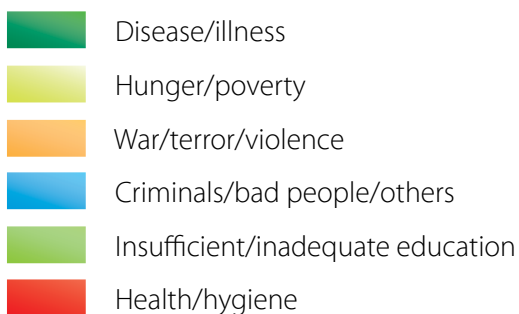 Disease/illness
Hunger/poverty
War/terror/violence
Criminals/bad people/others
Insufficient/inadequate education
Health/hygiene